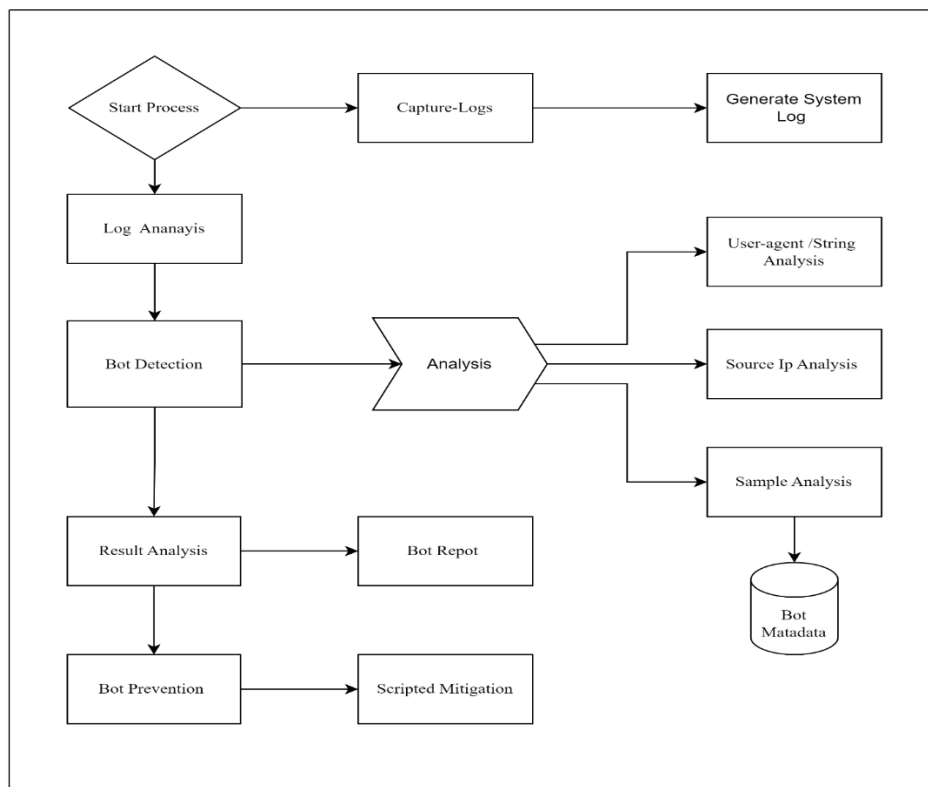 Start Process
Capture-Logs
Generate System
Log
Log Ananayis
User-agent /String
Analysis
Bot Detection
Analysis
Source Ip Analysis
Sample Analysis
Result Analysis
Bot Repot
Bot
Matadata
Bot Prevention
Scripted Mitigation